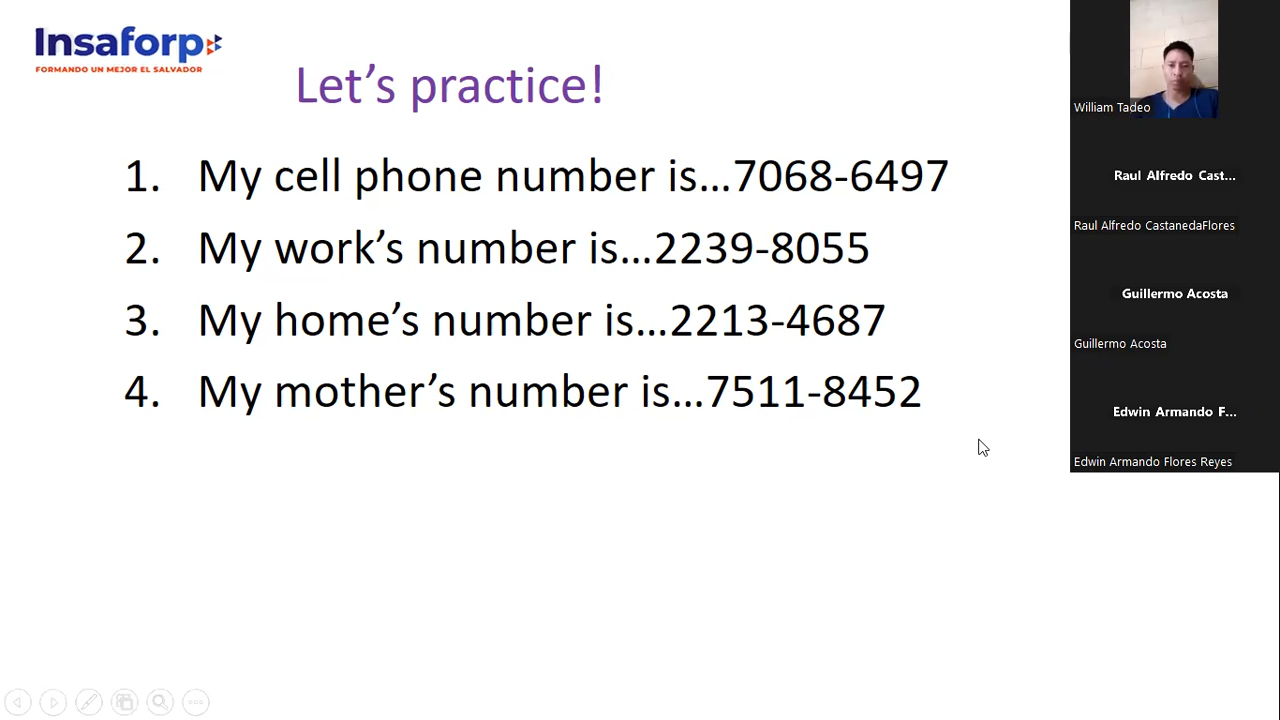 Insaforp
FORMANDO UN MEJOR EL SALVADOR
Let's practice!
1. My cell phone number is...7068-6497
2. My work's number is...2239-8055
3. My home's number is...2213-4687
4. My mother's number is...7511-8452
William Tadeo
Raul Alfredo Cast...
Raul Alfredo CastanedaFlores
Guillermo Acosta
Guillermo Acosta
Edwin Armando F...
Edwin Armando Flores Reyes